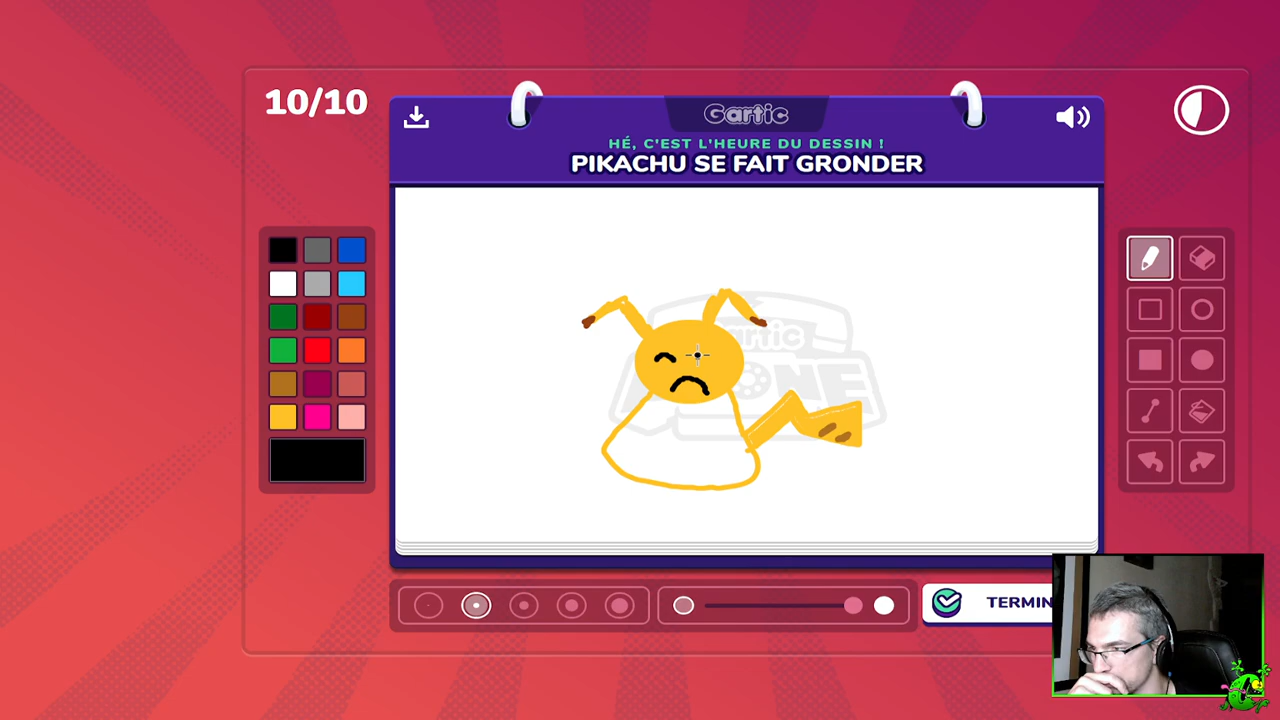 10/10
Gartic
HÉ, C'EST L'HEURE DU DESSIN !
PIKACHU SE FAIT GRONDER
TERMIN